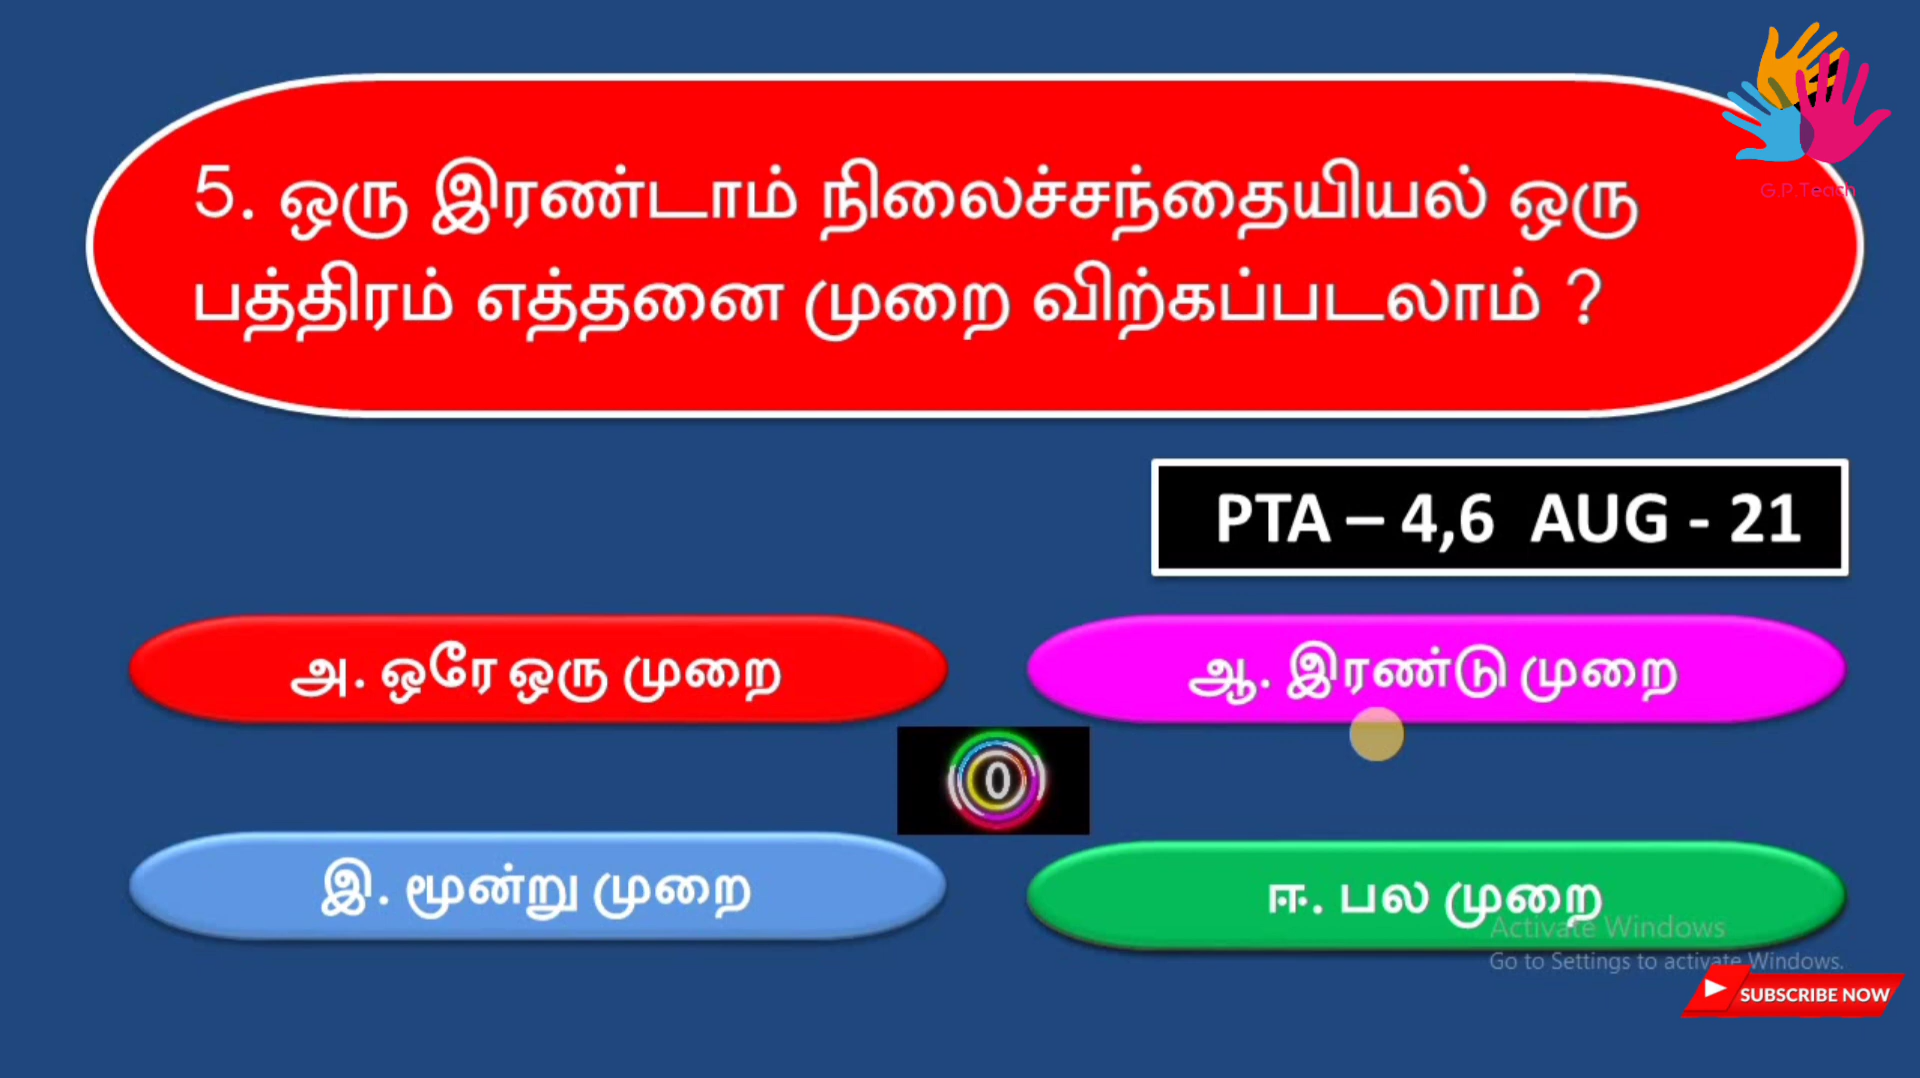 G.P.Teach
5. ஒரு இரண்டாம் நிலைச்சந்தையியல் ஒரு
பத்திரம் எத்தனை முறை விற்கப்படலாம் ?
PTA – 4,6 AUG - 21
அ. ஒரே ஒரு முறை
ஆ. இரண்டு முறை
0
இ. மூன்று முறை
ஈ. பல முறை
Activate Windows
Go to Settings to activate Windows.
SUBSCRIBE NOW